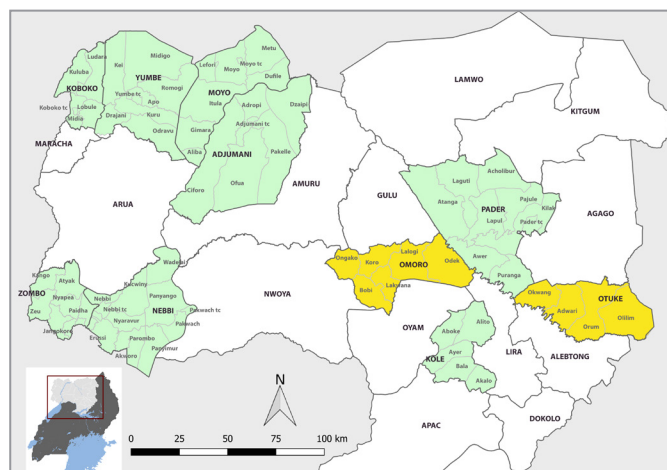 Metu
Ludara
Midigo
Lefori
Moyo tc
Kei
Moyo
Kuluba
YUMBE
LAMWO
KOBOKO
Romogi
MOYO
Dufile
Yumbe tc
Itula
Dzaipi
Apo
Adropi
Koboko tc
Lobule
KITGUM
Drajani
Kuru
Midia
Adjumani tc
Gimara
Odravu
MARACHA
Acholibur
Aliba
ADJUMANI
Pakelle
Laguti
Ofua
AMURU
GULU
Ciforo
Atanga
Pajule
AGAGO
ARUA
PADER
Kilak
Lapul
Pader tc
Lalogi
Awer
Ongako
Koro
OMORO
Odek
Wadelai
Kango
Atyak
Kucwiny
Puranga
ZOMBO
Lakwana
Okwang
OTUKE
Nyapea
Nebbi
Panyango
NWOYA
Bobi
Zeu
Paidha
Nebbi tc
NEBBI
Pakwach tc
Adwari
Olilim
Jangokoro
Nyaravur
Pakwach
OYAM
Alito
Orum
Erussi
Parombo
Aboke
Akworo
Panyimur
KOLE
Ayer
LIRA
ALEBTONG
Bala
Akalo
N
DOKOLO
APAC
0 25 50 75 100 km